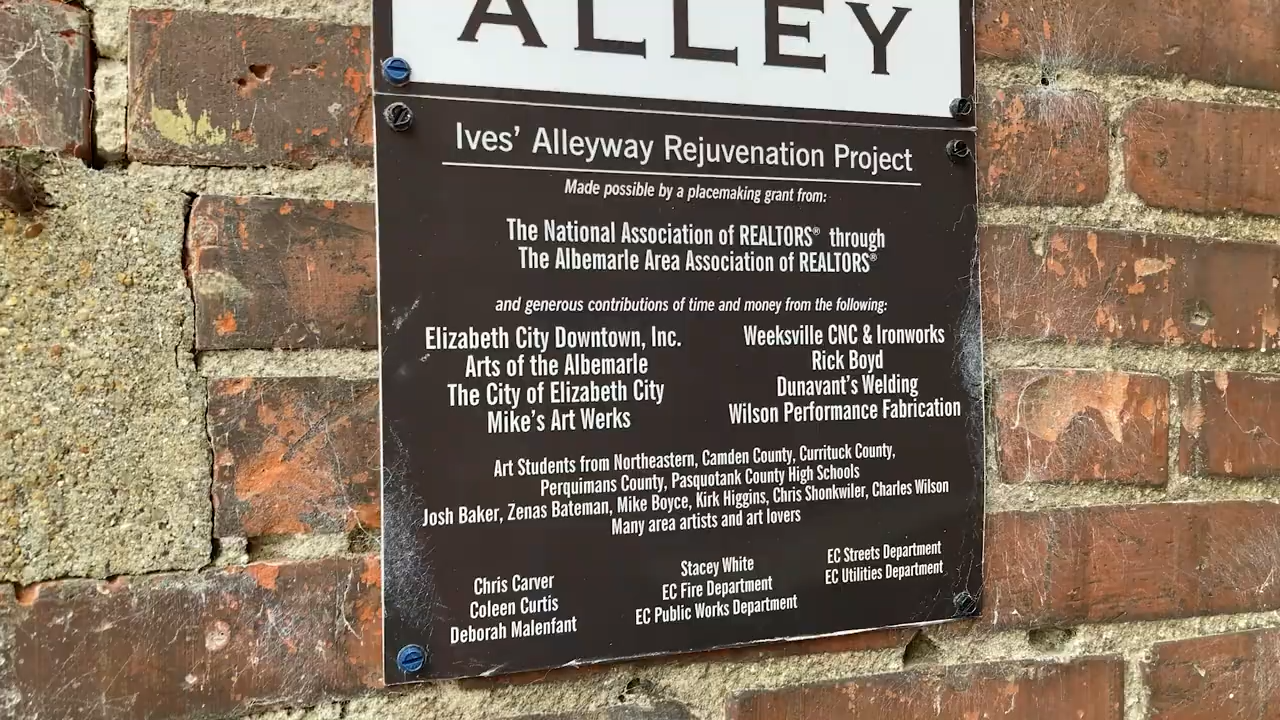 ALLEY
Ives' Alleyway Rejuvenation Project
Made possible by a placemaking grant from:
The National Association of REALTORS® through
The Albemarle Area Association of REALTORS®
and generous contributions of time and money from the following:
Elizabeth City Downtown, Inc.
Arts of the Albemarle
The City of Elizabeth City
Mike's Art Werks
Weeksville CNC & Ironworks
Rick Boyd
Dunavant's Welding
Wilson Performance Fabrication
Art Students from Northeastern, Camden County, Currituck County,
Perquimans County, Pasquotank County High Schools
Josh Baker, Zenas Bateman, Mike Boyce, Kirk Higgins, Chris Shonkwiler, Charles Wilson
Many area artists and art lovers
Chris Carver
Coleen Curtis
Deborah Malenfant
Stacey White
EC Fire Department
EC Public Works Department
EC Streets Department
EC Utilities Department